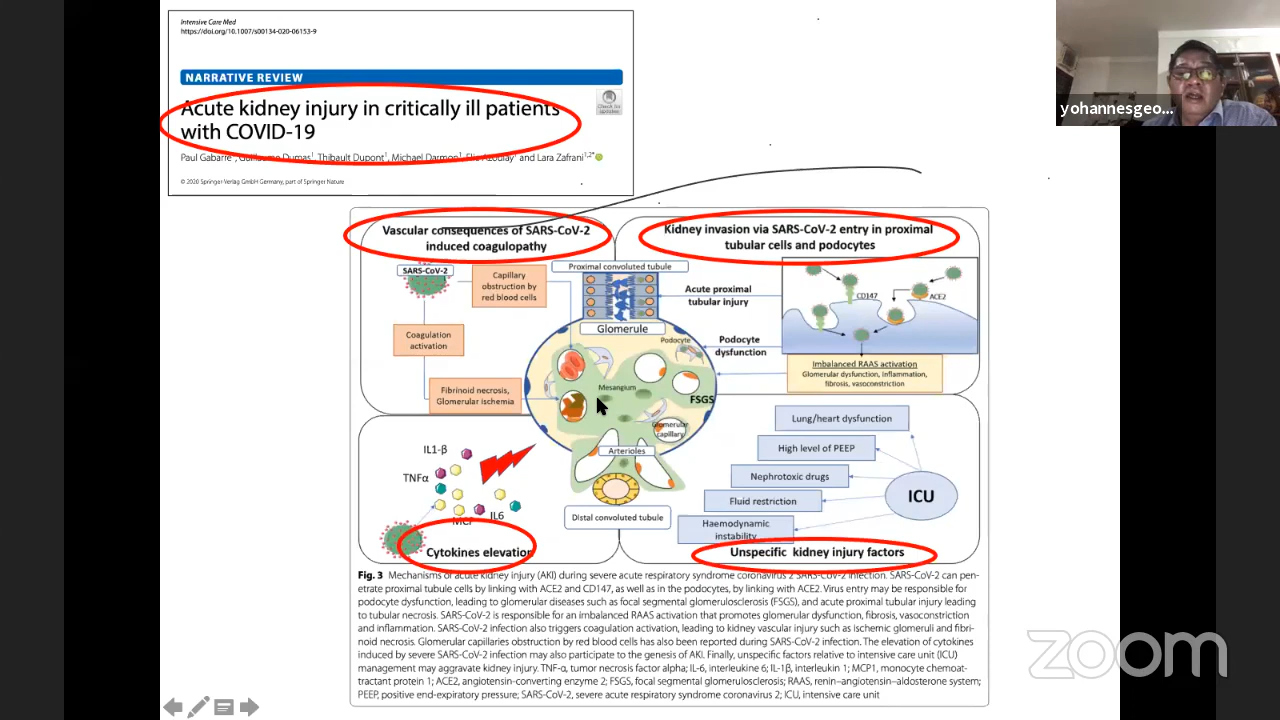 Intensive Care Med
https://doi.org/10.1007/s00134-020-06153-9
NARRATIVE REVIEW
Check for
updates
Acute kidney injury in critically ill patients
with COVID-19
Paul Gabarre Guillaume Dumas1, Thibault Dupont1, Michael Darmon1, Elie Azoulay1 and Lara Zafrani1,2*
© 2020 Springer-Verlag GmbH Germany, part of Springer Nature
yohannesgeo...
Vascular consequences of SARS-CoV-2
induced coagulopathy
Kidney invasion via SARS-CoV-2 entry in proximal
tubular cells and podocytes
SARS-CoV-2
Capillary
obstruction by
red blood cells
Coagulation
activation
Fibrinoid necrosis,
Glomerular ischemia
Proximal convoluted tubule
Glomerule
Podocyte
Mesangium
FSGS
Glomerular
capillary
Arterioles
Distal convoluted tubule
Acute proximal
tubular injury
Podocyte
dysfunction
CD147
ACE2
Imbalanced RAAS activation
Glomerular dysfunction, inflammation,
fibrosis, vasoconstriction
IL1-β
TNFα
MCP
IL6
Cytokines elevation
Lung/heart dysfunction
High level of PEEP
Nephrotoxic drugs
Fluid restriction
Haemodynamic
instability
ICU
Unspecific kidney injury factors
Fig. 3 Mechanisms of acute kidney injury (AKI) during severe acute respiratory syndrome coronavirus 2 SARS-CoV-2 infection. SARS-CoV-2 can pen-
etrate proximal tubule cells by linking with ACE2 and CD147, as well as in the podocytes, by linking with ACE2. Virus entry may be responsible for
podocyte dysfunction, leading to glomerular diseases such as focal segmental glomerulosclerosis (FSGS), and acute proximal tubular injury leading
to tubular necrosis. SARS-CoV-2 is responsible for an imbalanced RAAS activation that promotes glomerular dysfunction, fibrosis, vasoconstriction
and inflammation. SARS-CoV-2 infection also triggers coagulation activation, leading to kidney vascular injury such as ischemic glomeruli and fibri-
noid necrosis. Glomerular capillaries obstruction by red blood cells has also been reported during SARS-CoV-2 infection. The elevation of cytokines
induced by severe SARS-CoV-2 infection may also participate to the genesis of AKI. Finally, unspecific factors relative to intensive care unit (ICU)
management may aggravate kidney injury. TNF-α, tumor necrosis factor alpha; IL-6, interleukine 6; IL-1β, interleukin 1; MCP1, monocyte chemoat-
tractant protein 1; ACE2, angiotensin-converting enzyme 2; FSGS, focal segmental glomerulosclerosis; RAAS, renin–angiotensin–aldosterone system;
PEEP, positive end-expiratory pressure; SARS-CoV-2, severe acute respiratory syndrome coronavirus 2; ICU, intensive care unit
zoom